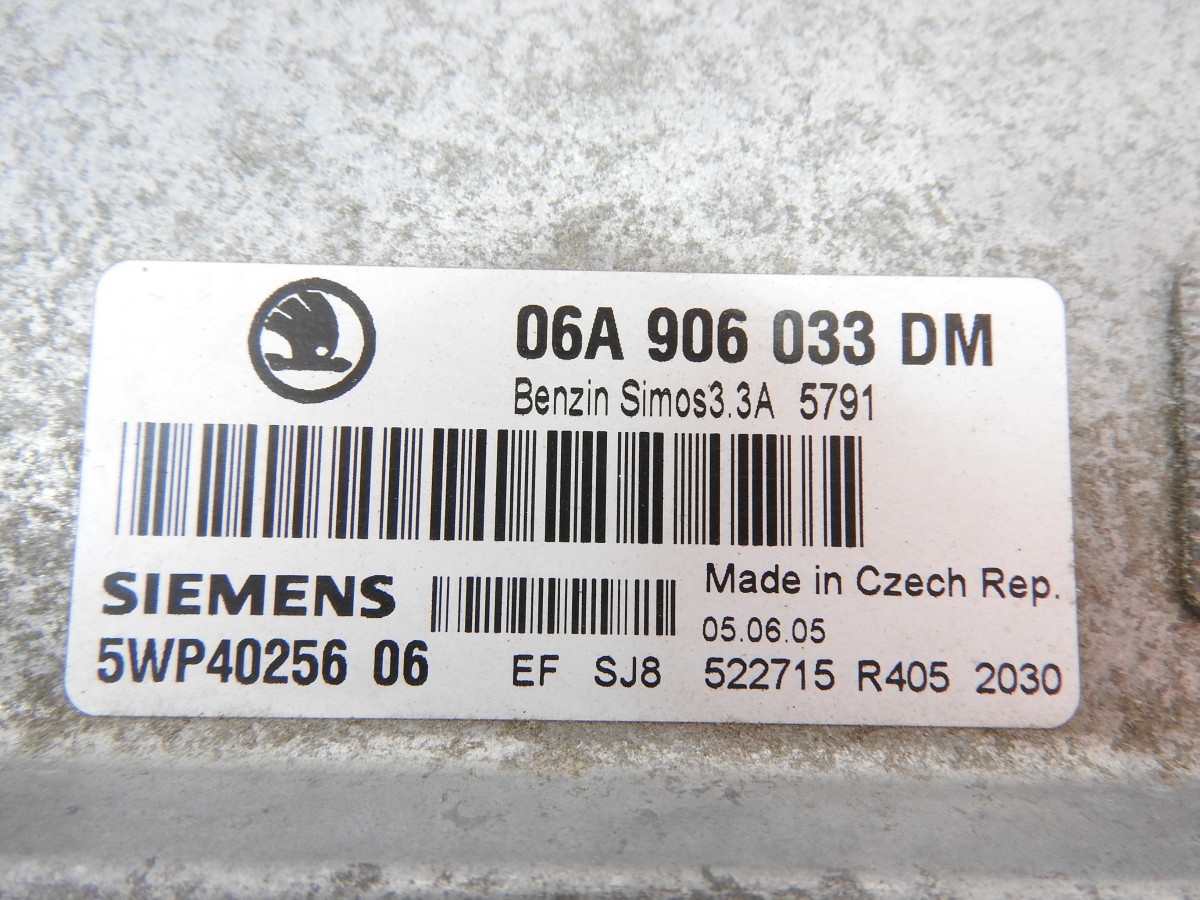 06A 906 033 DM
Benzin Simos3.3A 5791
SIEMENS
Made in Czech Rep.
05.06.05
5WP40256 06
EF SJ8 522715 R405 2030